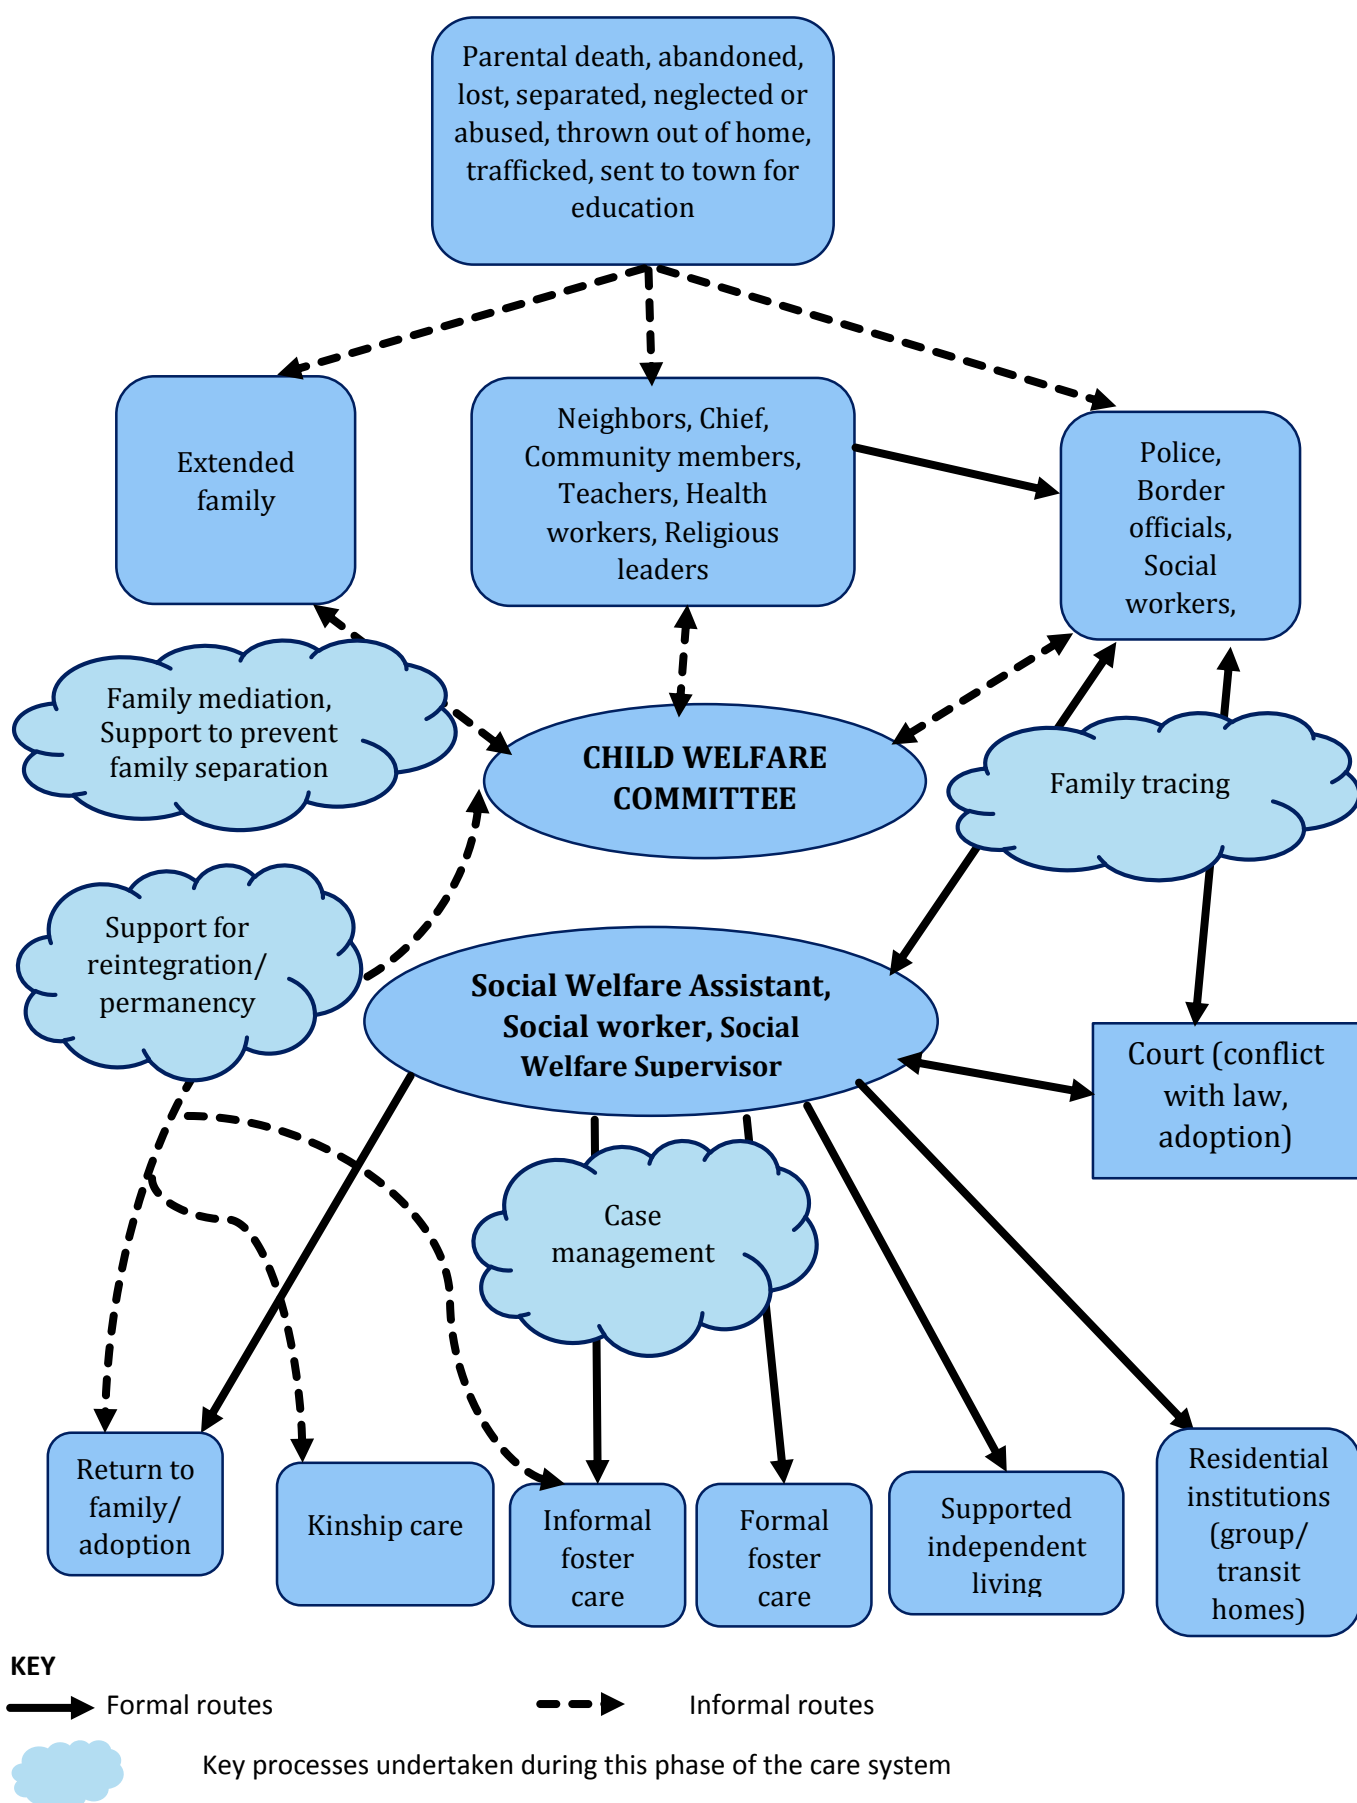 Parental death, abandoned,
lost, separated, neglected or
abused, thrown out of home,
trafficked, sent to town for
education
Extended
family
Neighbors, Chief,
Community members,
Teachers, Health
workers, Religious
leaders
Police,
Border
officials,
Social
workers,
Family mediation,
Support to prevent
family separation
CHILD WELFARE
COMMITTEE
Family tracing
Support for
reintegration/
permanency
Social Welfare Assistant,
Social worker, Social
Welfare Supervisor
Court (conflict
with law,
adoption)
Case
management
Return to
family/
adoption
Kinship care
Informal
foster
care
Formal
foster
care
Supported
independent
living
Residential
institutions
(group/
transit
homes)
KEY
Formal routes
Informal routes
Key processes undertaken during this phase of the care system